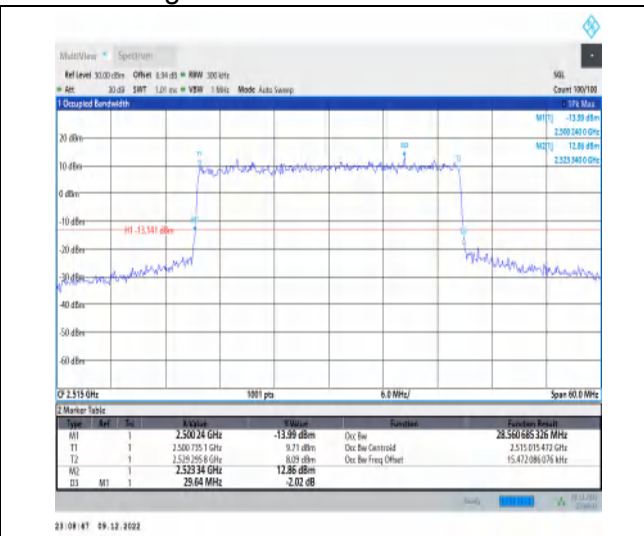 MultiView Spectrum
Ref Level 30.00 dBm Offset 8.94 dB RBW 300 kHz SGL
Att 30 dB SWT 1.01 ms VBW 1 MHz Mode Auto Sweep Count 100/100
1 Occupied Bandwidth 1Pk Max
M1[1] -13.99 dBm
2.500 240 0 GHz
20 dBm M2[1] 12.86 dBm
2.523 340 0 GHz
T1
10 dBm
0 dBm
-10 dBm
H1 -13.141 dBm
-20 dBm
-30 dBm
-40 dBm
-50 dBm
-60 dBm
CF 2.515 GHz 1001 pts 6.0 MHz/ Span 60.0 MHz
2 Marker Table
Type Ref Trc X-Value Y-Value Function Function Result
M1 1 2.500 24 GHz -13.99 dBm Occ Bw 28.560 685 326 MHz
T1 1 2.500 735 1 GHz 9.71 dBm Occ Bw Centroid 2.515 015 472 GHz
T2 1 2.529 295 8 GHz 8.09 dBm Occ Bw Freq Offset 15.472 086 076 kHz
M2 1 2.523 34 GHz 12.86 dBm
D3 M1 1 29.64 MHz -2.02 dB
Ready
23:08:47 09.12.2022